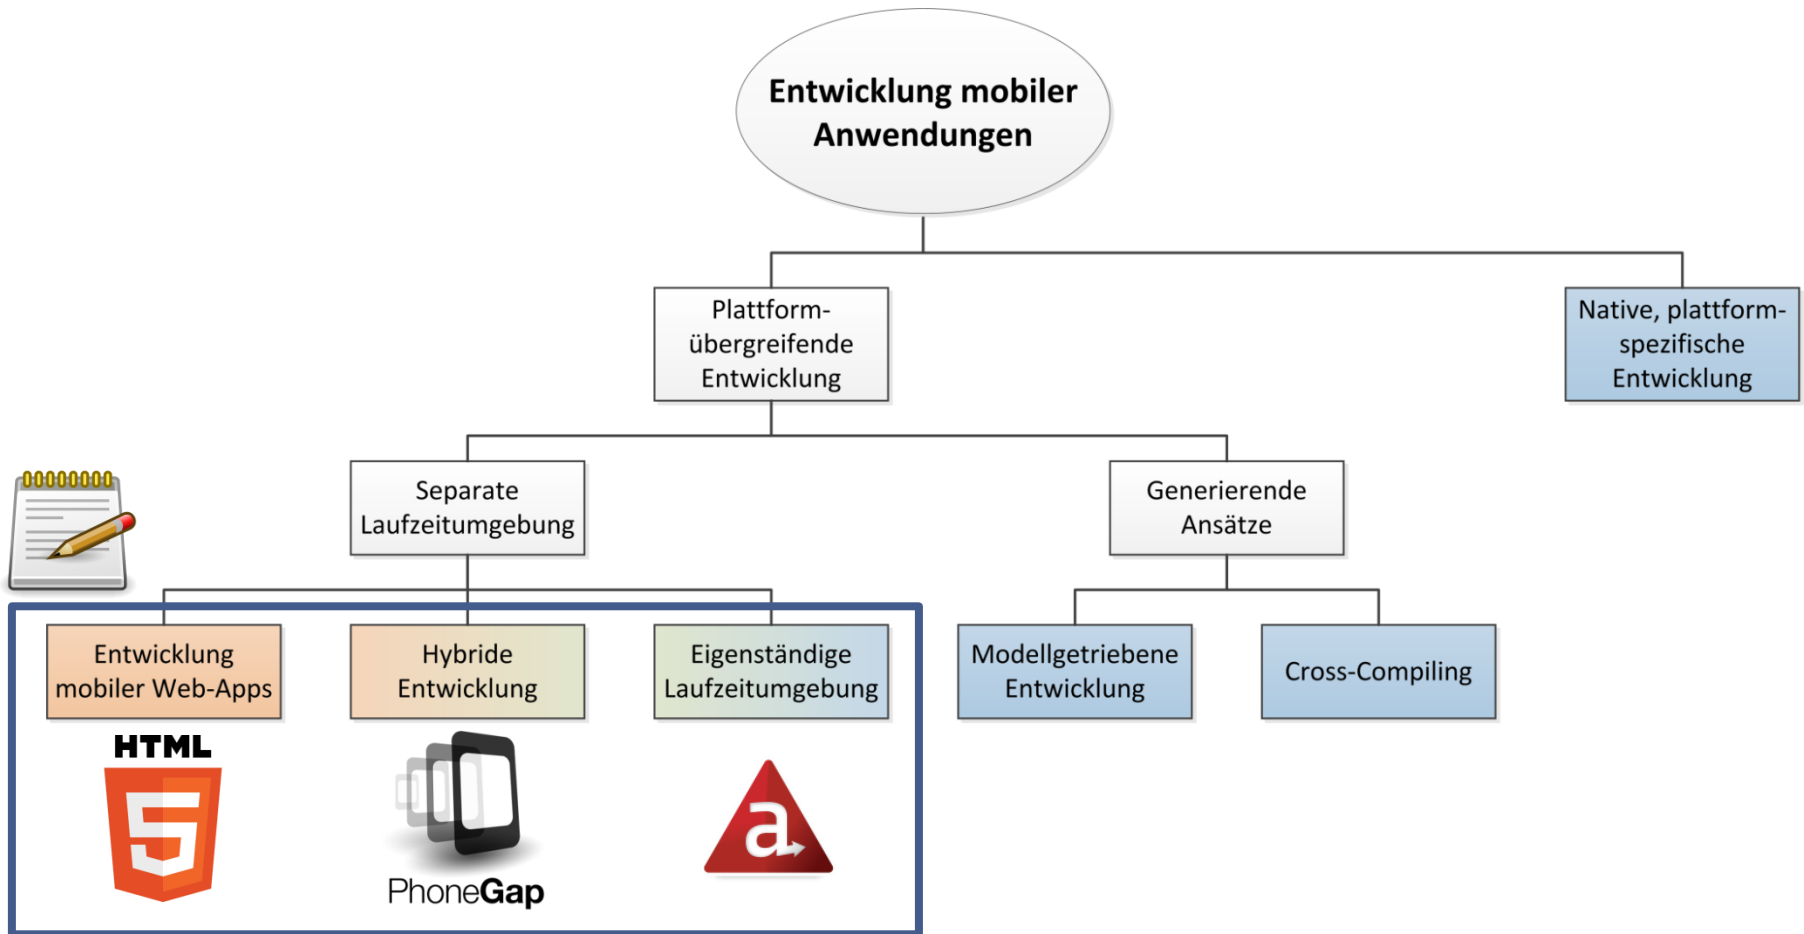 Entwicklung mobiler
Anwendungen
Plattform-
übergreifende
Entwicklung
Native, plattform-
spezifische
Entwicklung
Separate
Laufzeitumgebung
Generierende
Ansätze
Entwicklung
mobiler Web-Apps
Hybride
Entwicklung
Eigenständige
Laufzeitumgebung
Modellgetriebene
Entwicklung
Cross-Compiling
HTML
5
PhoneGap
a